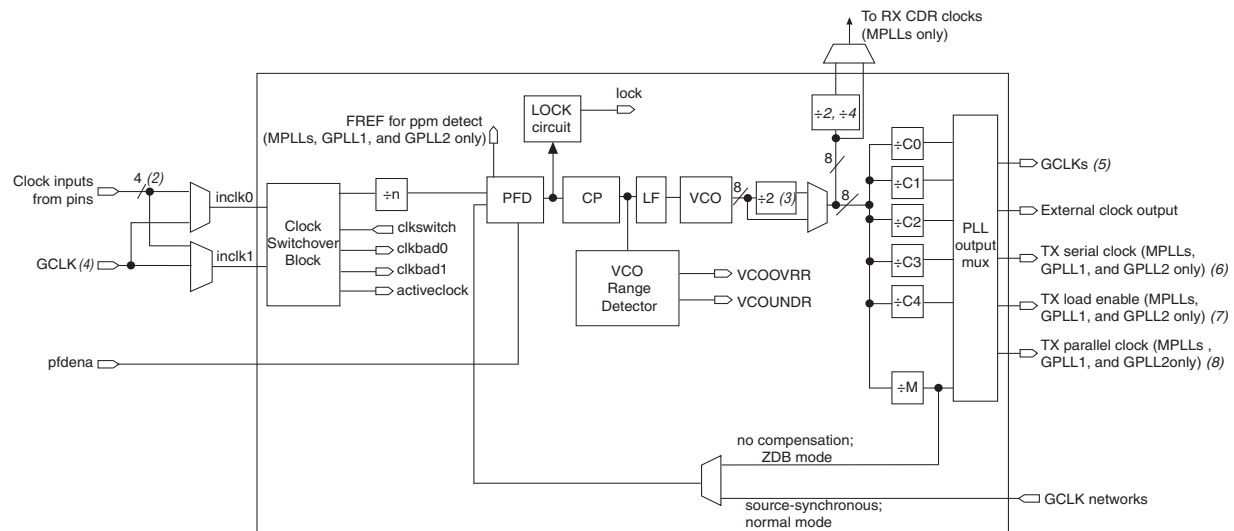 To RX CDR clocks
(MPLLs only)
lock
LOCK
circuit
FREF for ppm detect
(MPLLs, GPLL1, and GPLL2 only)
÷2, ÷4
8
÷C0
GCLKs (5)
Clock inputs
from pins
4 (2)
inclk0
÷n
PFD
CP
LF
VCO
8
÷2 (3)
8
÷C1
Clock
Switchover
Block
clkswitch
clkbad0
clkbad1
activeclock
÷C2
External clock output
PLL
output
mux
GCLK (4)
inclk1
VCO
Range
Detector
VCOOVRR
VCOUNDR
÷C3
TX serial clock (MPLLs,
GPLL1, and GPLL2 only) (6)
÷C4
TX load enable (MPLLs,
GPLL1, and GPLL2 only) (7)
pfdena
TX parallel clock (MPLLs ,
GPLL1, and GPLL2only) (8)
÷M
no compensation;
ZDB mode
source-synchronous;
normal mode
GCLK networks